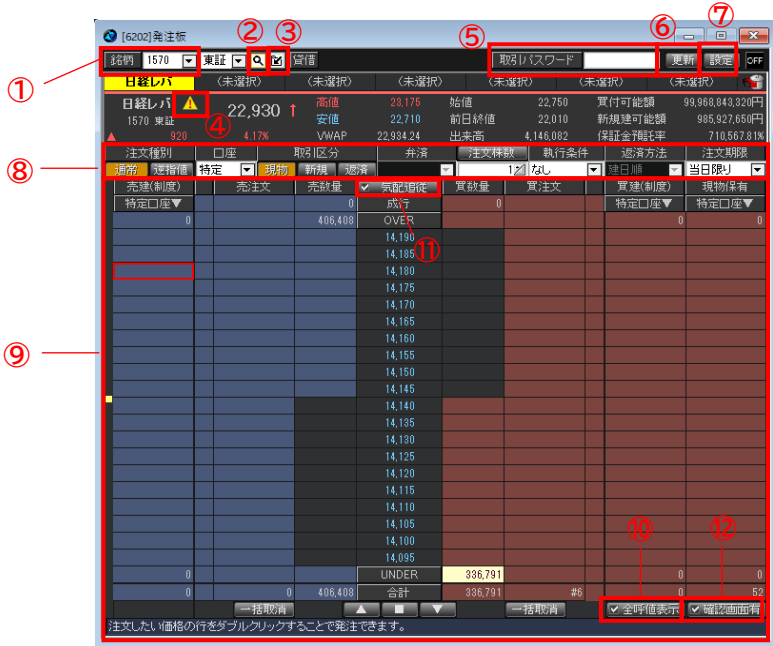 ② ③ ⑤ ⑥ ⑦
[6202]発注板
銘柄 1570 東証 貸借 取引パスワード 更新 設定 OFF
①
日経レバ (未選択) (未選択) (未選択) (未選択) (未選択) (未選択)
日経レバ 22,930 ↑ 高値 23,175 始値 22,750 買付可能額 99,968,843,320円
④
1570 東証 安値 22,710 前日終値 22,010 新規建可能額 985,927,650円
▲ 920 4.17% VWAP 22,934.24 出来高 4,146,082 保証金預託率 710,567.81%
⑧
注文種別 口座 取引区分 弁済 注文株数 執行条件 返済方法 注文期限
通常 逆指値 特定 現物 新規 返済 1 なし 建日順 当日限り
売建(制度) 売注文 売数量 ✓ 気配追従 買数量 買注文 買建(制度) 現物保有
特定口座▼ 0 成行 0 特定口座▼ 特定口座▼
0 406,408 OVER 0 0
⑪
14,190
14,185
14,180
14,175
14,170
14,165
14,160
⑨
14,155
14,150
14,145
14,140
14,135
14,130
14,125
14,120
14,115
14,110
14,105
⑩ ⑫
14,100
14,095
0 UNDER 336,791 0 0
0 0 406,408 合計 336,791 #6 0 52
一括取消 ▲ ■ ▼ 一括取消 ✓ 全呼値表示 ✓ 確認画面有
注文したい価格の行をダブルクリックすることで発注できます。